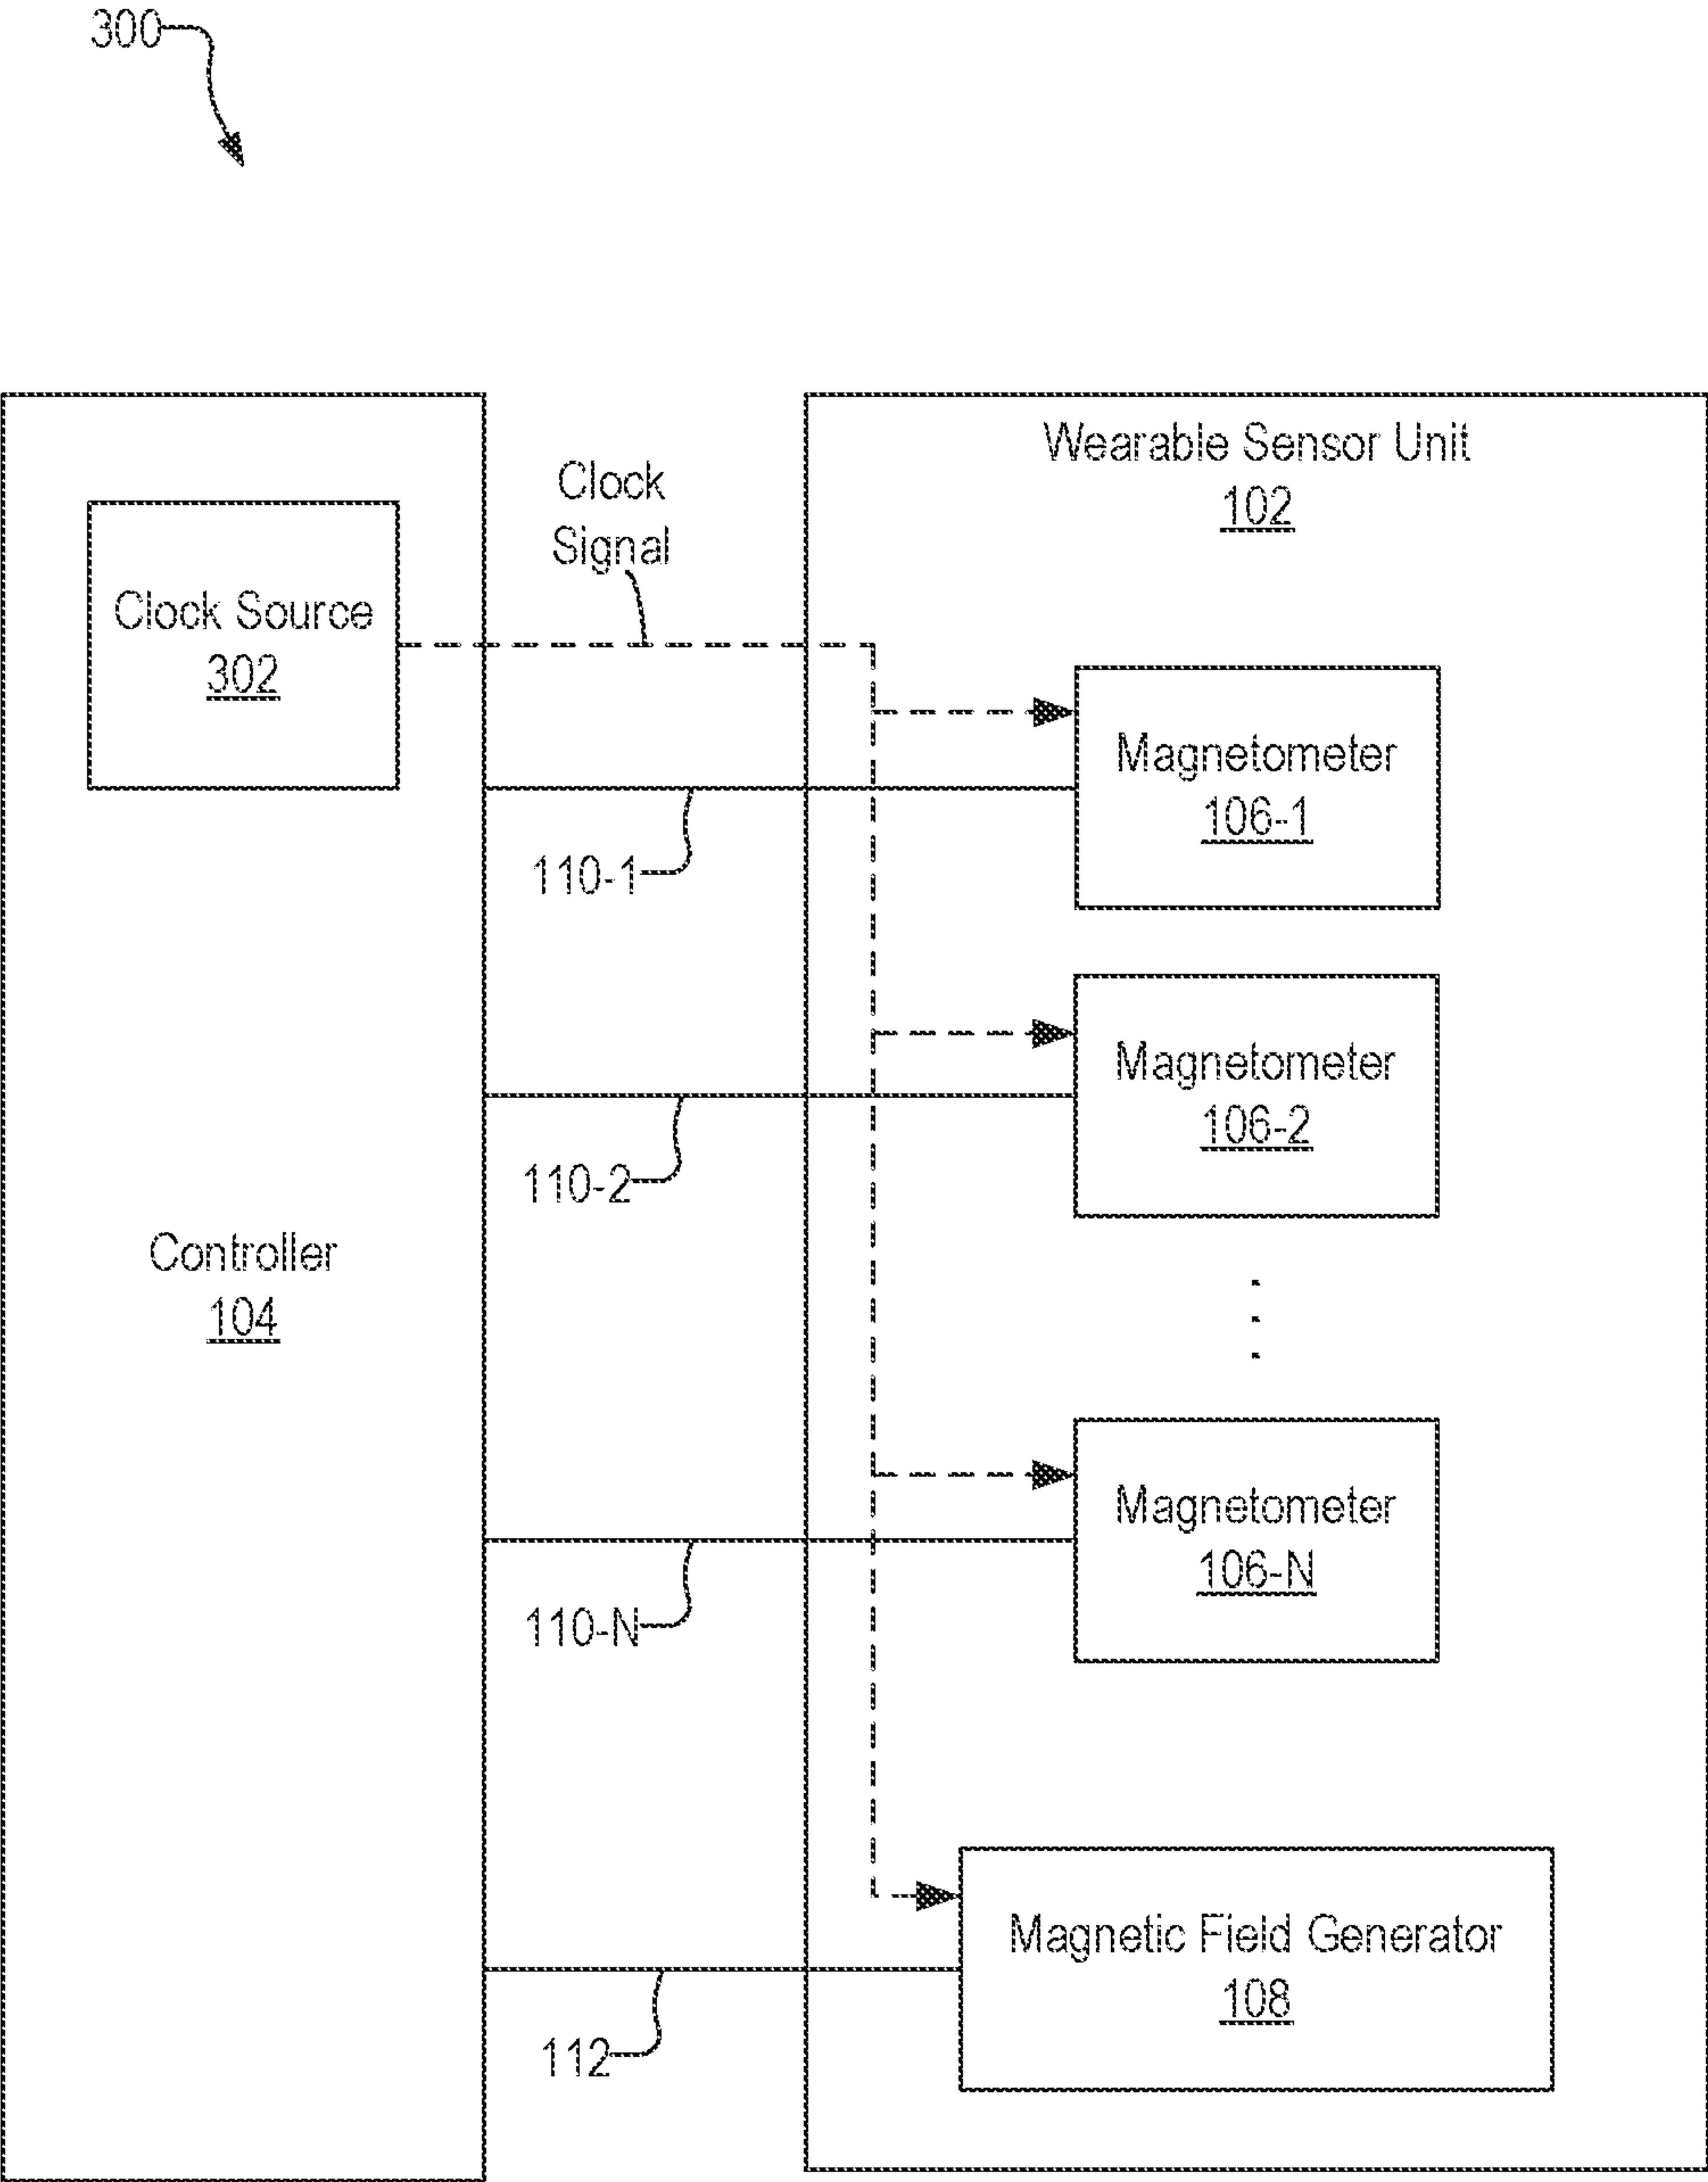 300
Wearable Sensor Unit
102
Clock
Signal
Clock Source
302
Magnetometer
106-1
110-1
Magnetometer
106-2
110-2
Controller
104
Magnetometer
106-N
110-N
Magnetic Field Generator
108
112